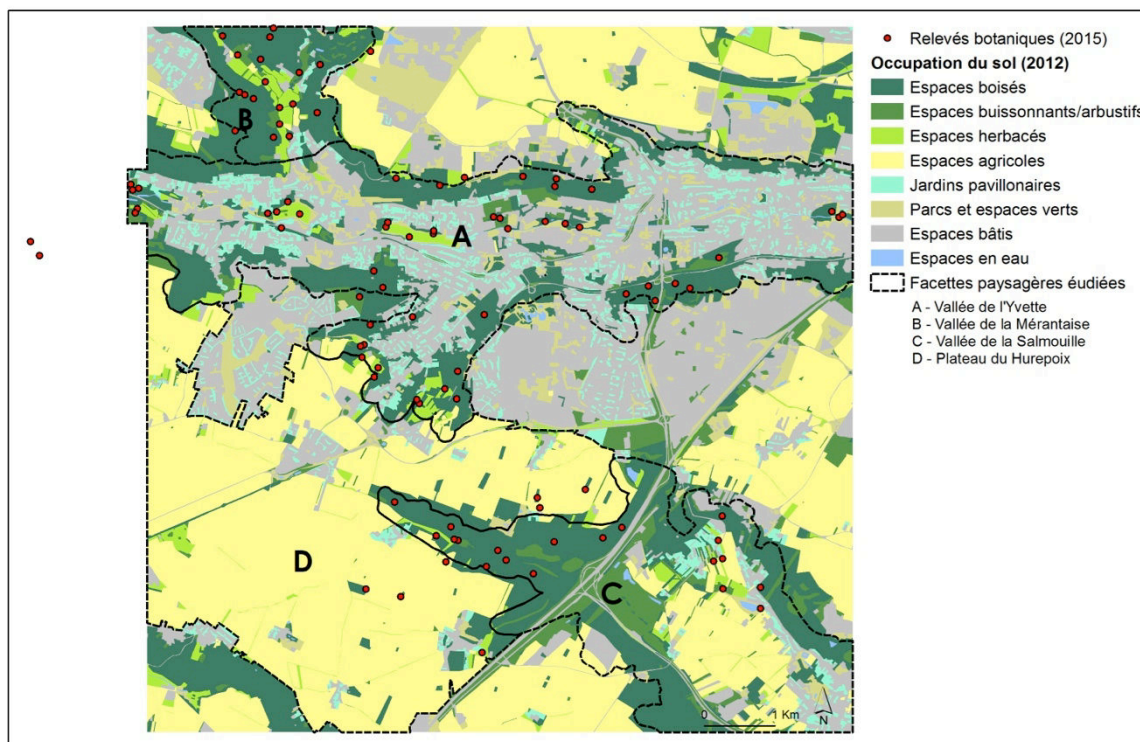 Relevés botaniques (2015)
Occupation du sol (2012)
Espaces boisés
Espaces buissonnants/arbustifs
Espaces herbacés
Espaces agricoles
Jardins pavillonaires
Parcs et espaces verts
Espaces bâtis
Espaces en eau
Facettes paysagères éudiées
A - Vallée de l'Yvette
B - Vallée de la Mérantaise
C - Vallée de la Salmouille
D - Plateau du Hurepoix
B
A
D
C
0 1 Km
N